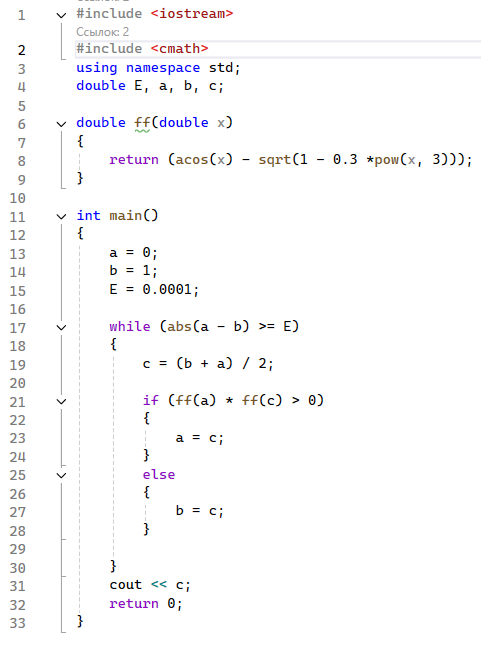 1 #include <iostream>
Ссылок: 2
2 #include <cmath>
3 using namespace std;
4 double E, a, b, c;
5
6 double ff(double x)
7 {
8 return (acos(x) - sqrt(1 - 0.3 *pow(x, 3)));
9 }
10
11 int main()
12 {
13 a = 0;
14 b = 1;
15 E = 0.0001;
16
17 while (abs(a - b) >= E)
18 {
19 c = (b + a) / 2;
20
21 if (ff(a) * ff(c) > 0)
22 {
23 a = c;
24 }
25 else
26 {
27 b = c;
28 }
29
30 }
31 cout << c;
32 return 0;
33 }